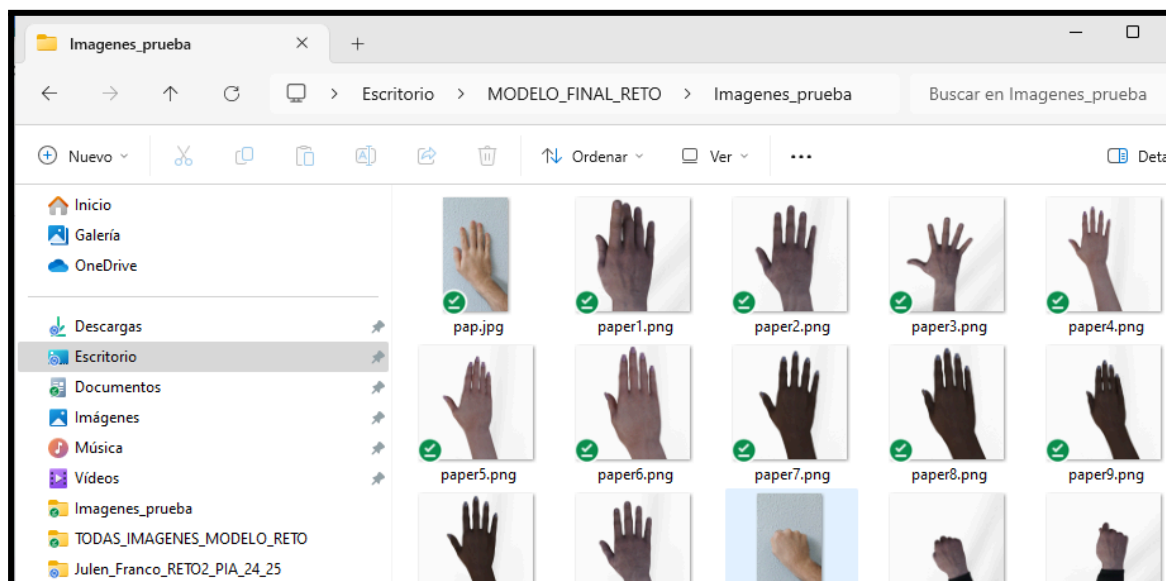 Imagenes_prueba
Escritorio > MODELO_FINAL_RETO > Imagenes_prueba
Buscar en Imagenes_prueba
Nuevo
Ordenar
Ver
Deta
Inicio
Galería
OneDrive
Descargas
Escritorio
Documentos
Imágenes
Música
Vídeos
Imagenes_prueba
TODAS_IMAGENES_MODELO_RETO
Julen_Franco_RETO2_PIA_24_25
pap.jpg
paper1.png
paper2.png
paper3.png
paper4.png
paper5.png
paper6.png
paper7.png
paper8.png
paper9.png